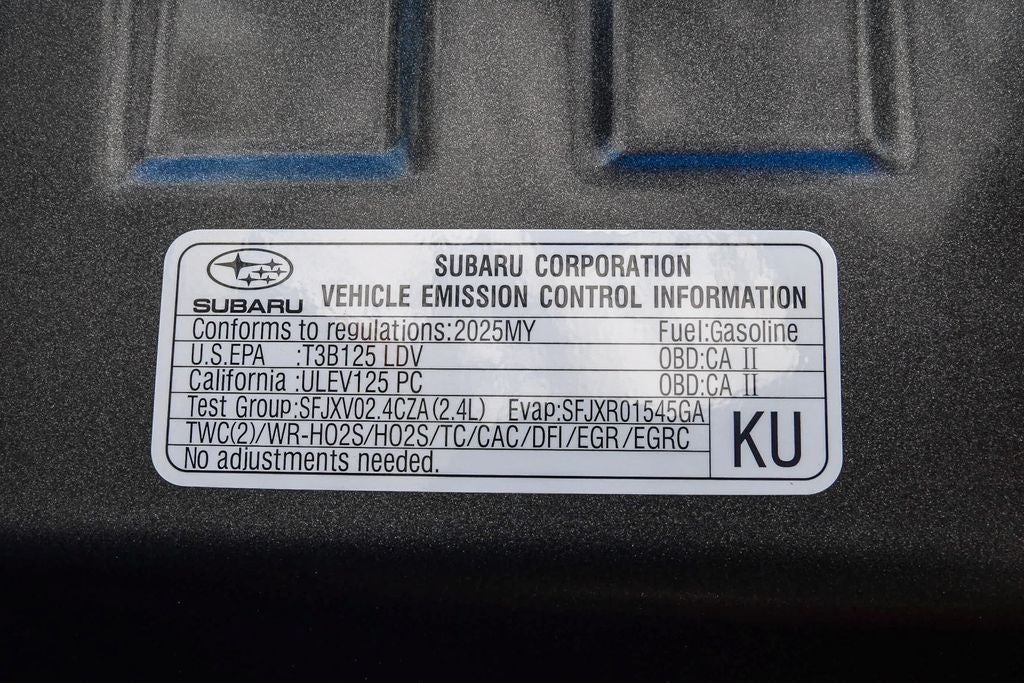 SUBARU
SUBARU CORPORATION
VEHICLE EMISSION CONTROL INFORMATION
Conforms to regulations:2025MY Fuel:Gasoline
U.S.EPA :T3B125 LDV OBD:CA II
California :ULEV125 PC OBD:CA II
Test Group:SFJXV02.4CZA(2.4L) Evap:SFJXR01545GA
TWC(2)/WR-HO2S/HO2S/TC/CAC/DFI/EGR/EGRC
No adjustments needed.
KU